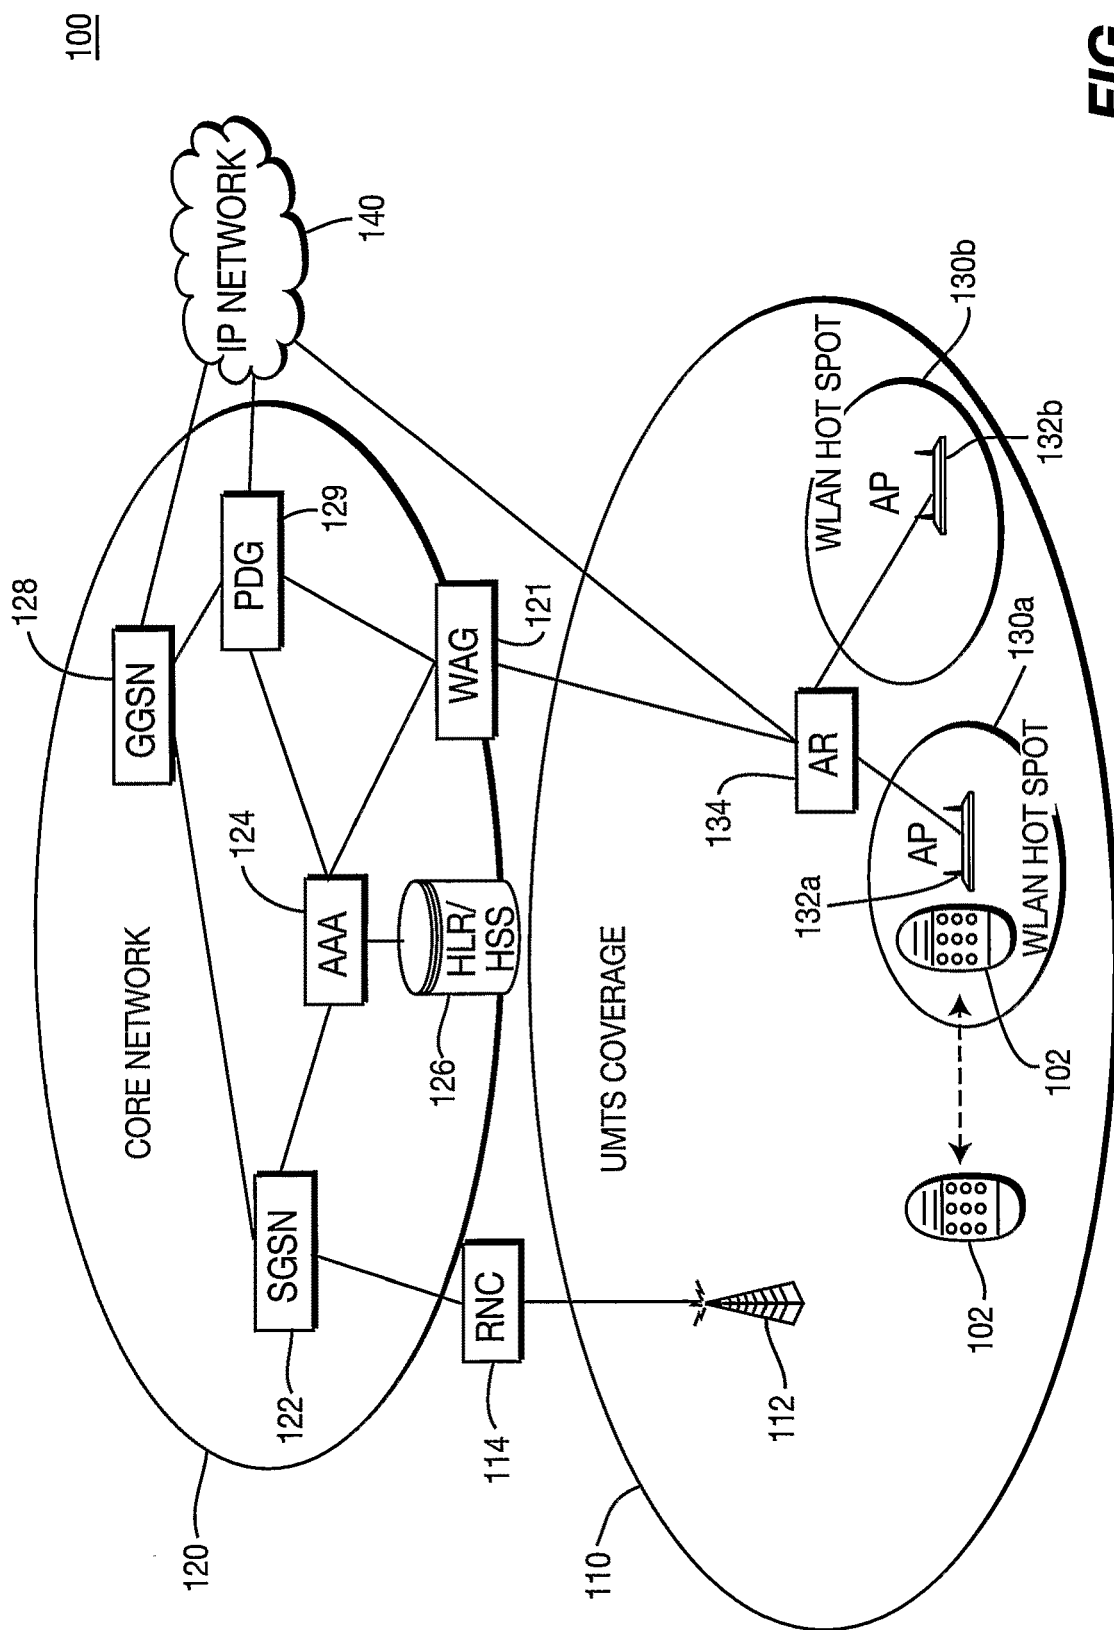 100
128
GGSN
IP NETWORK
140
PDG
129
CORE NETWORK
124
AAA
SGSN
122
HLR/
HSS
126
WAG
121
120
RNC
114
UMTS COVERAGE
110
112
134
AR
WLAN HOT SPOT
130b
AP
132b
130a
AP
132a
WLAN HOT SPOT
102
102
FIG